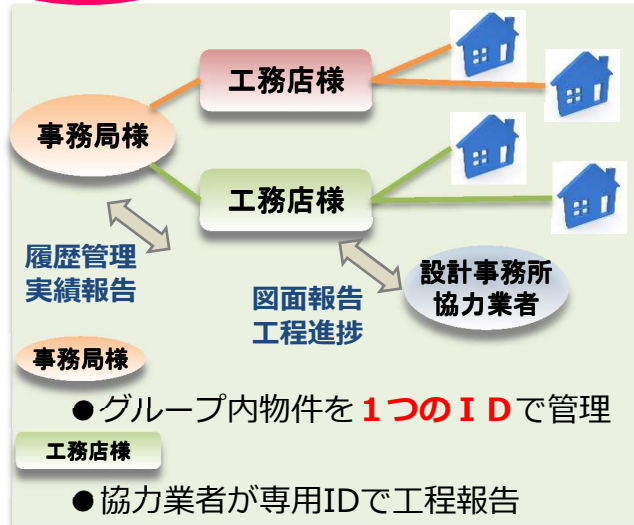 工務店様
事務局様
工務店様
履歴管理
実績報告
図面報告
工程進捗
設計事務所
協力業者
事務局様
●グループ内物件を１つのＩＤで管理
工務店様
●協力業者が専用IDで工程報告